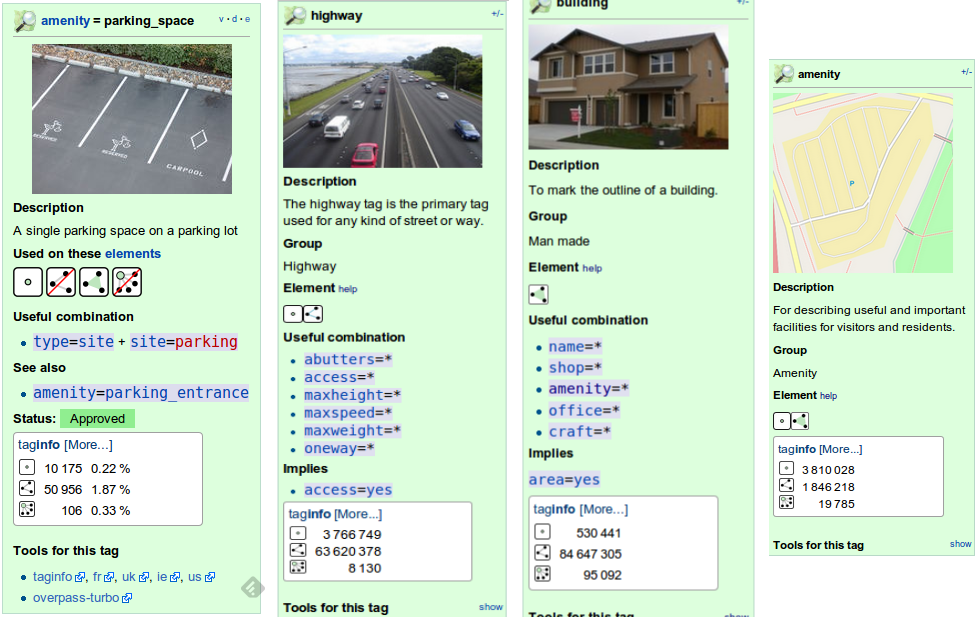 amenity = parking_space
v · d · e
RESERVED
RESERVED
CARPOOL
Description
A single parking space on a parking lot
Used on these elements
Useful combination
• type=site + site=parking
See also
• amenity=parking_entrance
Status: Approved
taginfo [More...]
10 175 0.22 %
50 956 1.87 %
106 0.33 %
Tools for this tag
• taginfo, fr, uk, ie, us
• overpass-turbo
highway
+/-
Description
The highway tag is the primary tag
used for any kind of street or way.
Group
Highway
Element help
Useful combination
• abutters=*
• access=*
• maxheight=*
• maxspeed=*
• maxweight=*
• oneway=*
Implies
• access=yes
taginfo [More...]
3 766 749
63 620 378
8 130
Tools for this tag
show
building
+/-
Description
To mark the outline of a building.
Group
Man made
Element help
Useful combination
• name=*
• shop=*
• amenity=*
• office=*
• craft=*
Implies
area=yes
taginfo [More...]
530 441
84 647 305
95 092
Tools for this tag
show
amenity
+/-
P
Description
For describing useful and important
facilities for visitors and residents.
Group
Amenity
Element help
taginfo [More...]
3 810 028
1 846 218
19 785
Tools for this tag
show